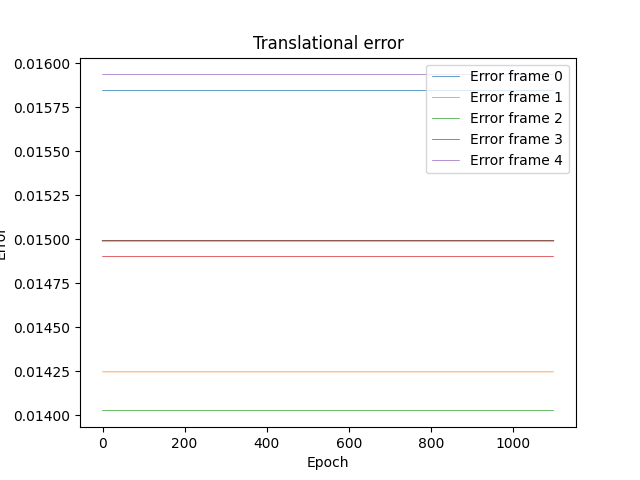 Translational error
0.01600
0.01575
0.01550
0.01525
0.01500
0.01475
0.01450
0.01425
0.01400
Error
Error frame 0
Error frame 1
Error frame 2
Error frame 3
Error frame 4
0 200 400 600 800 1000
Epoch